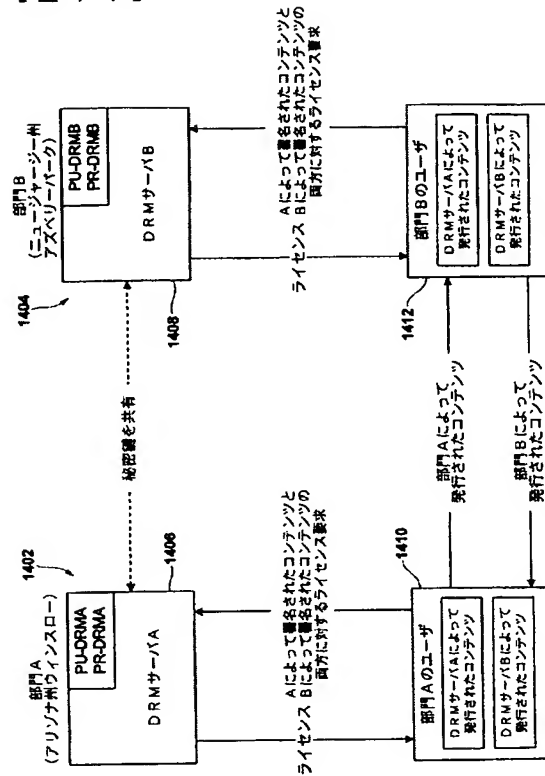 部門A
(アリゾナ州ウィンスロー)
1402
PU-DRMA
PR-DRMA
DRMサーバA
1406
秘密鍵を共有
部門B
(ニュージャージー州
アズベリーパーク)
1404
PU-DRMB
PR-DRMB
DRMサーバB
1408
Aによって署名されたコンテンツと
ライセンス Bによって署名されたコンテンツの
両方に対するライセンス要求
Aによって署名されたコンテンツと
ライセンス Bによって署名されたコンテンツの
両方に対するライセンス要求
1410
部門Aのユーザ
DRMサーバAによって
発行されたコンテンツ
DRMサーバBによって
発行されたコンテンツ
部門Aによって
発行されたコンテンツ
部門Bによって
発行されたコンテンツ
1412
部門Bのユーザ
DRMサーバAによって
発行されたコンテンツ
DRMサーバBによって
発行されたコンテンツ